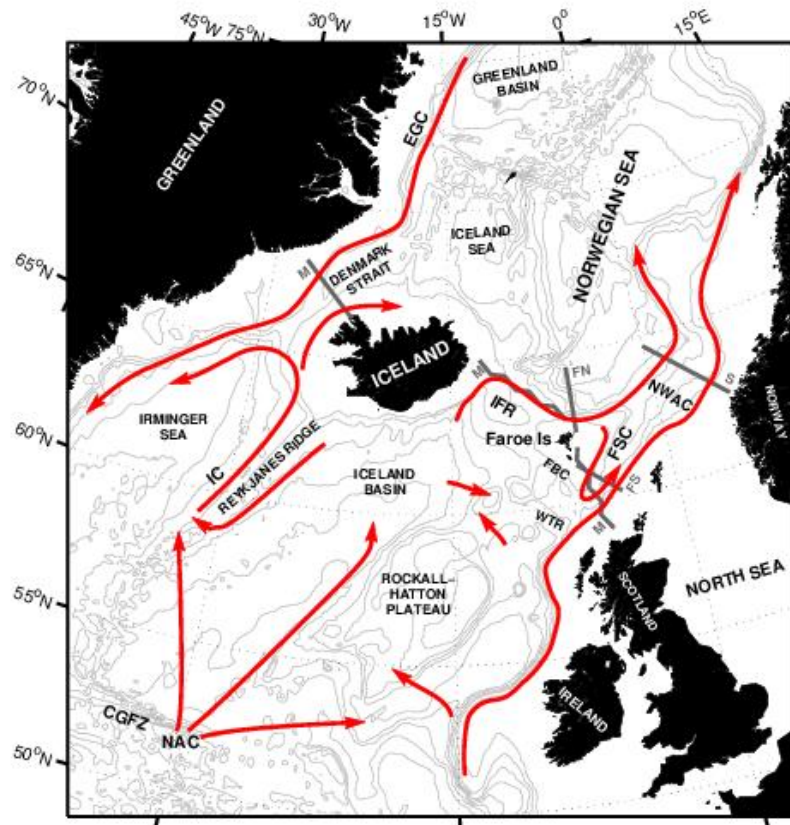 45°W
75°N
30°W
15°W
0°
15°E
70°N
65°N
60°N
55°N
50°N
GREENLAND
GREENLAND
BASIN
EGC
NORWEGIAN SEA
ICELAND
SEA
M
DENMARK
STRAIT
ICELAND
M
FN
IFR
NWAC
S
NORWAY
IRMINGER
SEA
Faroe Is
FSC
FBC
FS
IC
REYKJANES RIDGE
ICELAND
BASIN
WTR
M
ROCKALL–
HATTON
PLATEAU
SCOTLAND
NORTH SEA
IRELAND
CGFZ
NAC